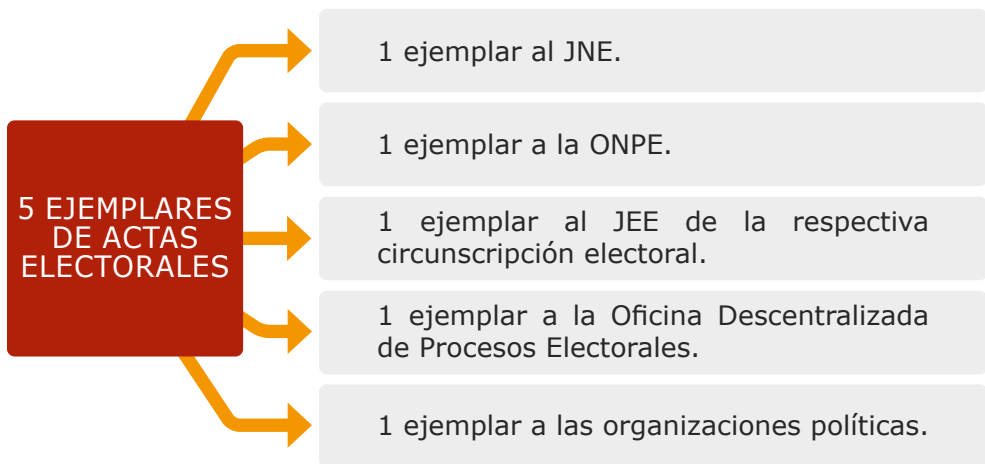 5 EJEMPLARES
DE ACTAS
ELECTORALES
1 ejemplar al JNE.
1 ejemplar a la ONPE.
1 ejemplar al JEE de la respectiva
circunscripción electoral.
1 ejemplar a la Oficina Descentralizada
de Procesos Electorales.
1 ejemplar a las organizaciones políticas.